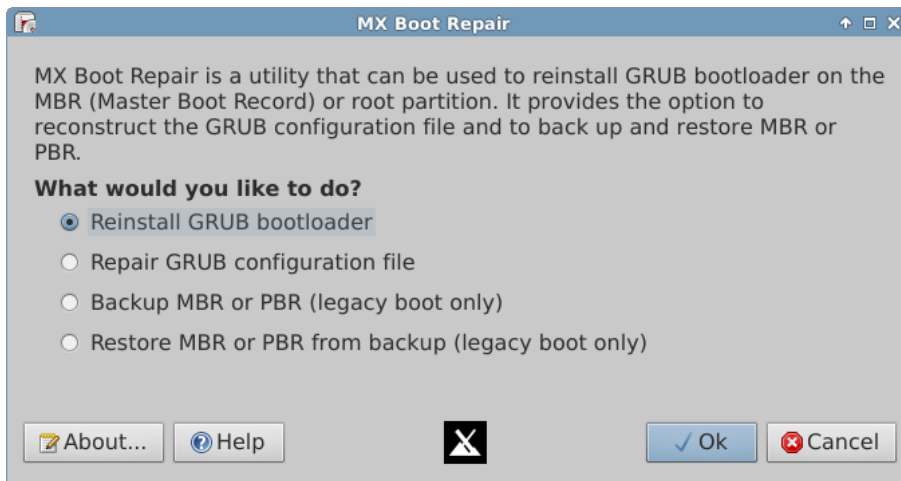 MX Boot Repair
MX Boot Repair is a utility that can be used to reinstall GRUB bootloader on the
MBR (Master Boot Record) or root partition. It provides the option to
reconstruct the GRUB configuration file and to back up and restore MBR or
PBR.
What would you like to do?
Reinstall GRUB bootloader
Repair GRUB configuration file
Backup MBR or PBR (legacy boot only)
Restore MBR or PBR from backup (legacy boot only)
About... Help Ok Cancel